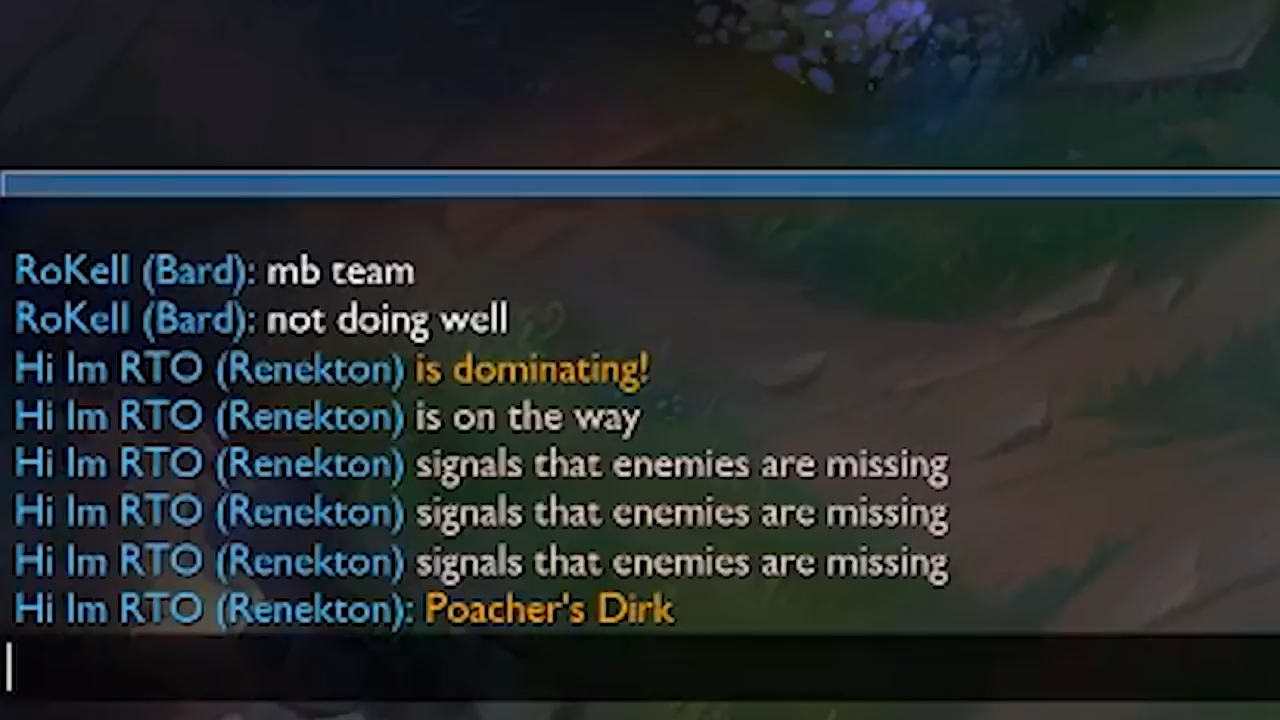 RoKell (Bard): mb team
RoKell (Bard): not doing well
Hi Im RTO (Renekton) is dominating!
Hi Im RTO (Renekton) is on the way
Hi Im RTO (Renekton) signals that enemies are missing
Hi Im RTO (Renekton) signals that enemies are missing
Hi Im RTO (Renekton) signals that enemies are missing
Hi Im RTO (Renekton): Poacher's Dirk